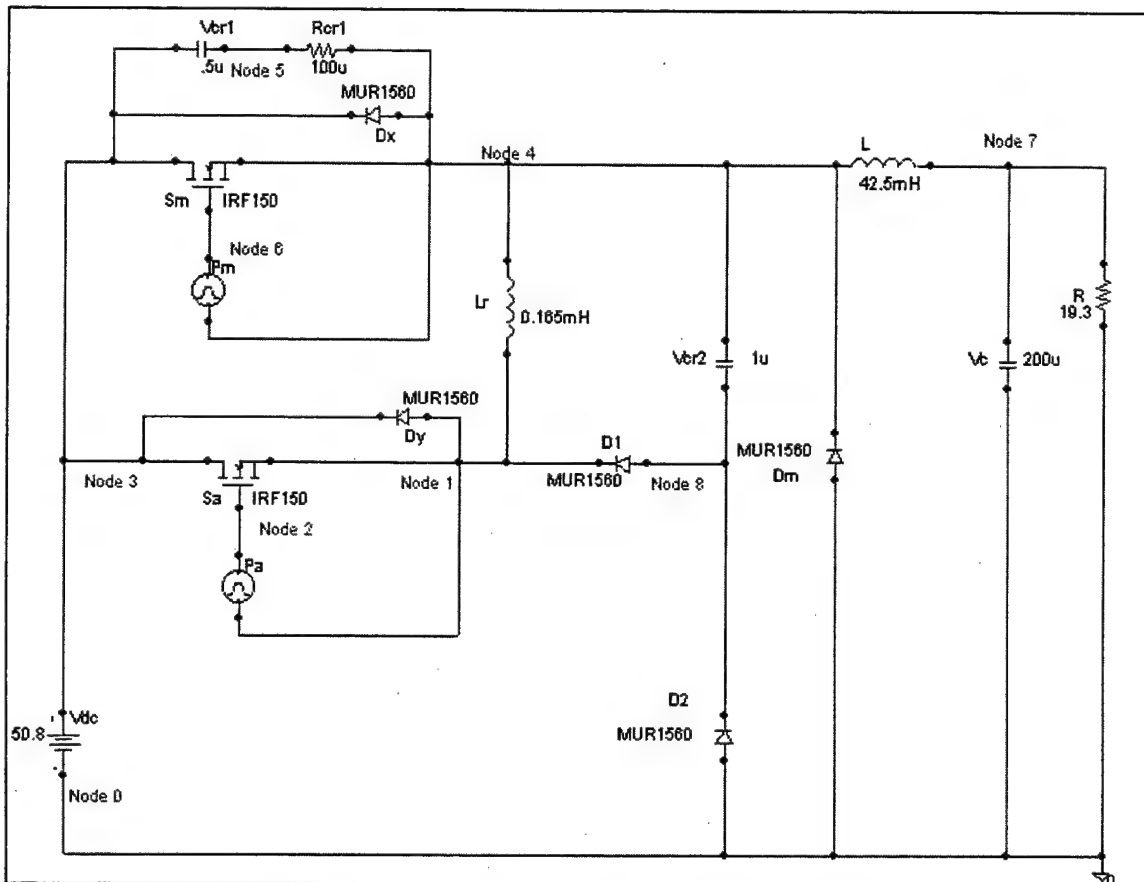 Vcr1
Rcr1
.5u
Node 5
100u
MUR1560
Dx
Node 4
L
Node 7
42.5mH
Sm
IRF150
Node 6
Pm
Lr
0.165mH
R
19.3
Vcr2
1u
Vc
200u
MUR1560
Dy
D1
MUR1560
Dm
Node 3
Node 1
MUR1560
Node 8
Sa
IRF150
Node 2
Pa
D2
MUR1560
Vdc
50.8
Node 0
0